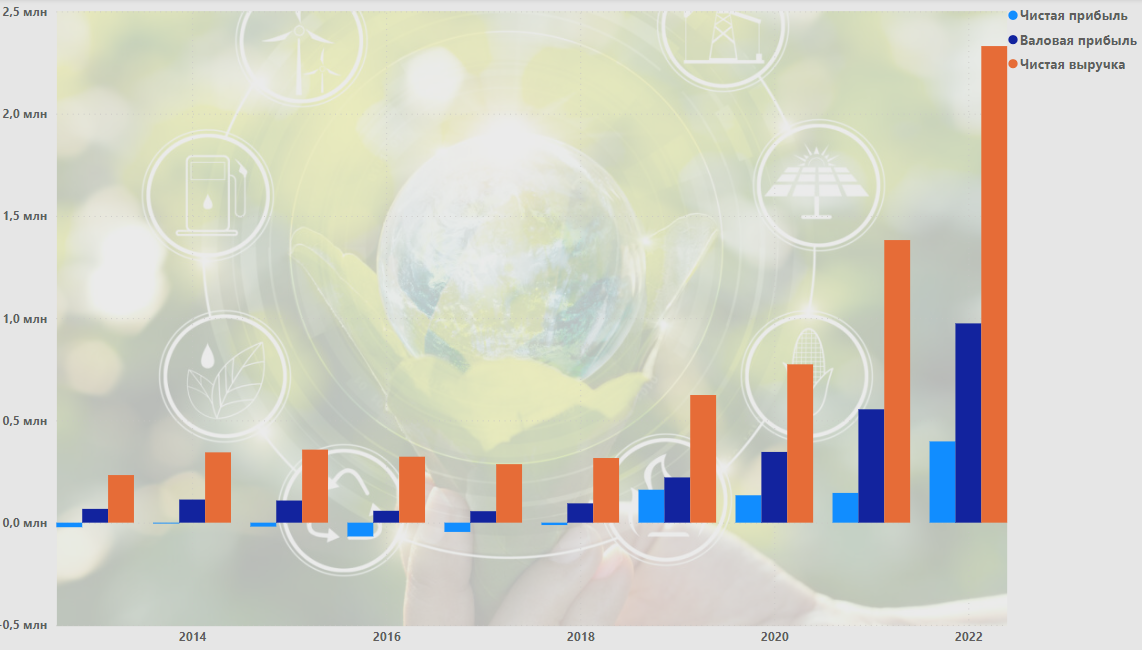 2,5 млн
2,0 млн
1,5 млн
1,0 млн
0,5 млн
0,0 млн
-0,5 млн
2014
2016
2018
2020
2022
Чистая прибыль
Валовая прибыль
Чистая выручка